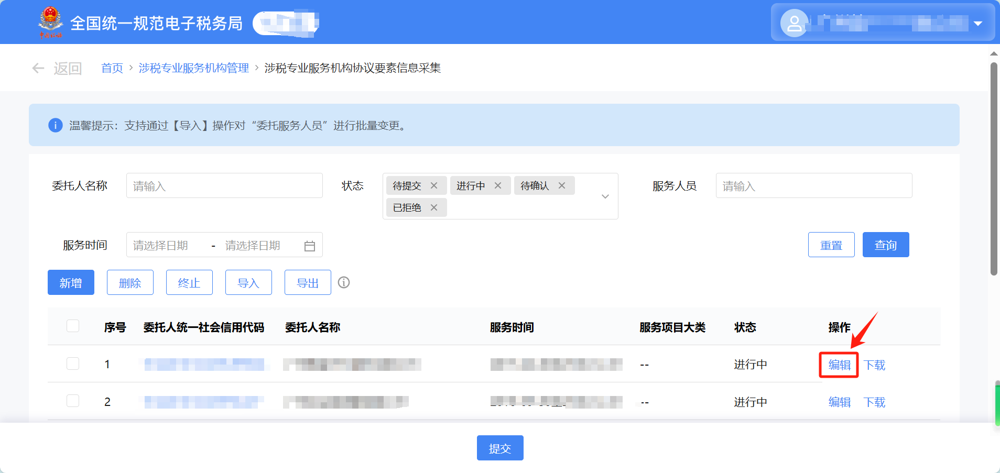 全国统一规范电子税务局
返回 首页 > 涉税专业服务机构管理 > 涉税专业服务机构协议要素信息采集
温馨提示：支持通过【导入】操作对“委托服务人员”进行批量变更。
委托人名称 请输入 状态 待提交 × 进行中 × 待确认 × 服务人员 请输入
已拒绝 ×
服务时间 请选择日期 - 请选择日期 重置 查询
新增 删除 终止 导入 导出
序号 委托人统一社会信用代码 委托人名称 服务时间 服务项目大类 状态 操作
1 -- 进行中 编辑 下载
2 -- 进行中 编辑 下载
提交